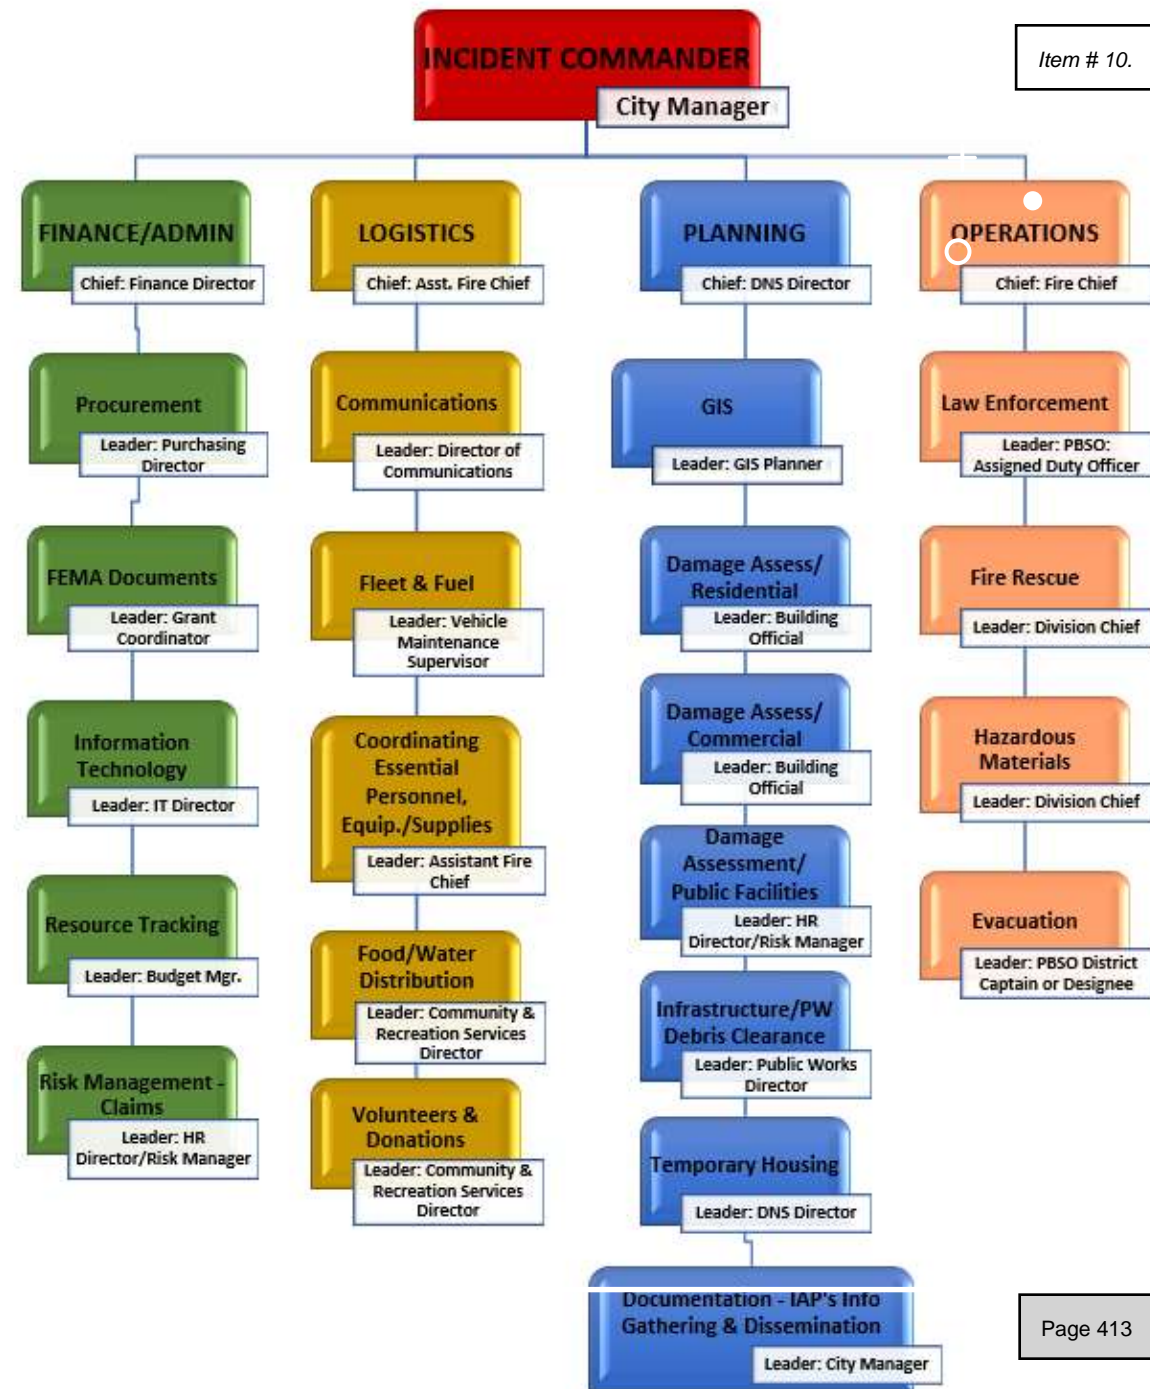 INCIDENT COMMANDER
City Manager
Item # 10.
FINANCE/ADMIN
Chief: Finance Director
Procurement
Leader: Purchasing
Director
FEMA Documents
Leader: Grant
Coordinator
Information
Technology
Leader: IT Director
Resource Tracking
Leader: Budget Mgr.
Risk Management -
Claims
Leader: HR
Director/Risk Manager
LOGISTICS
Chief: Asst. Fire Chief
Communications
Leader: Director of
Communications
Fleet & Fuel
Leader: Vehicle
Maintenance
Supervisor
Coordinating
Essential
Personnel,
Equip./Supplies
Leader: Assistant Fire
Chief
Food/Water
Distribution
Leader: Community &
Recreation Services
Director
Volunteers &
Donations
Leader: Community &
Recreation Services
Director
PLANNING
Chief: DNS Director
GIS
Leader: GIS Planner
Damage Assess/
Residential
Leader: Building
Official
Damage Assess/
Commercial
Leader: Building
Official
Damage
Assessment/
Public Facilities
Leader: HR
Director/Risk Manager
Infrastructure/PW
Debris Clearance
Leader: Public Works
Director
Temporary Housing
Leader: DNS Director
Documentation - IAP's Info
Gathering & Dissemination
Leader: City Manager
OPERATIONS
Chief: Fire Chief
Law Enforcement
Leader: PBSO:
Assigned Duty Officer
Fire Rescue
Leader: Division Chief
Hazardous
Materials
Leader: Division Chief
Evacuation
Leader: PBSO District
Captain or Designee
Page 413